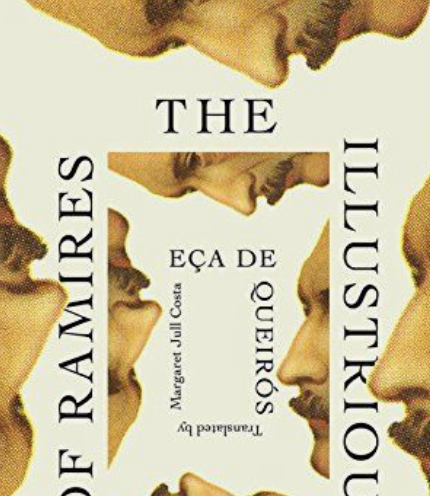 THE
ILLUSTRIOU
OF RAMIRES
EÇA DE
QUEIRÓS
Translated by
Margaret Jull Costa